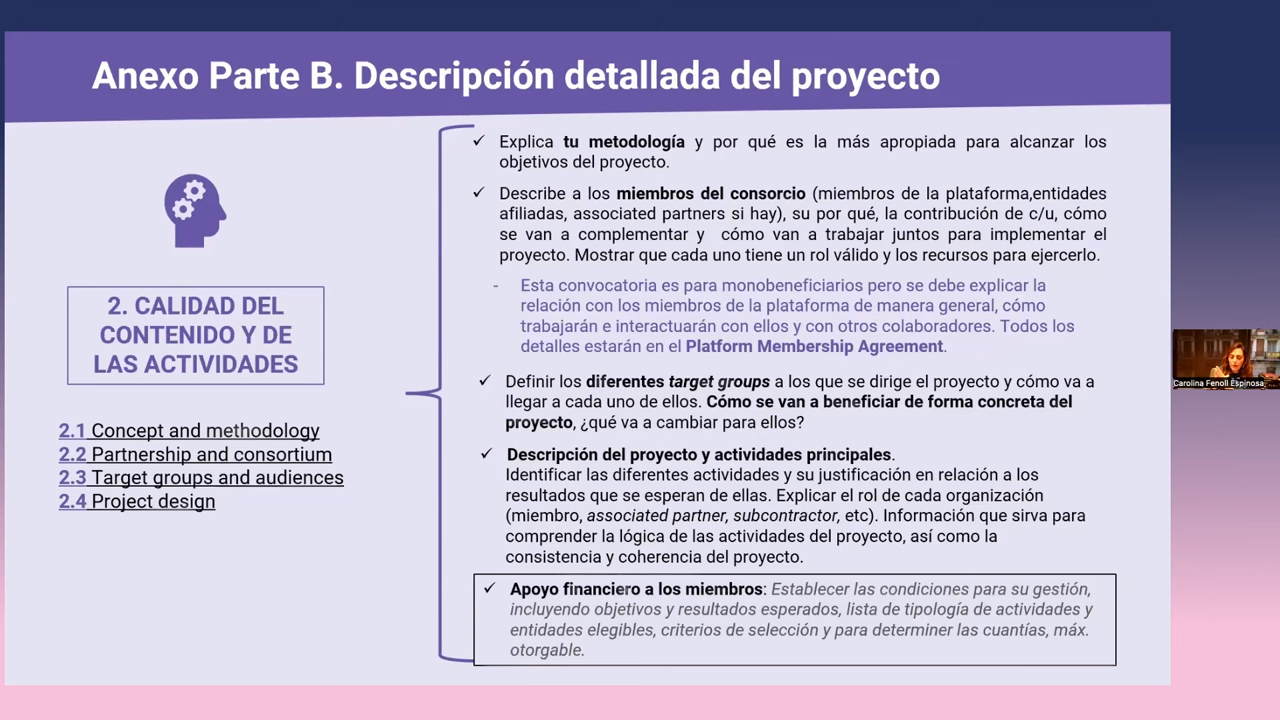 Anexo Parte B. Descripción detallada del proyecto
2. CALIDAD DEL
CONTENIDO Y DE
LAS ACTIVIDADES
2.1 Concept and methodology
2.2 Partnership and consortium
2.3 Target groups and audiences
2.4 Project design
✓ Explica tu metodología y por qué es la más apropiada para alcanzar los
objetivos del proyecto.
✓ Describe a los miembros del consorcio (miembros de la plataforma,entidades
afiliadas, associated partners si hay), su por qué, la contribución de c/u, cómo
se van a complementar y cómo van a trabajar juntos para implementar el
proyecto. Mostrar que cada uno tiene un rol válido y los recursos para ejercerlo.
- Esta convocatoria es para monobeneficiarios pero se debe explicar la
relación con los miembros de la plataforma de manera general, cómo
trabajarán e interactuarán con ellos y con otros colaboradores. Todos los
detalles estarán en el Platform Membership Agreement.
✓ Definir los diferentes target groups a los que se dirige el proyecto y cómo va a
llegar a cada uno de ellos. Cómo se van a beneficiar de forma concreta del
proyecto, ¿qué va a cambiar para ellos?
✓ Descripción del proyecto y actividades principales.
Identificar las diferentes actividades y su justificación en relación a los
resultados que se esperan de ellas. Explicar el rol de cada organización
(miembro, associated partner, subcontractor, etc). Información que sirva para
comprender la lógica de las actividades del proyecto, así como la
consistencia y coherencia del proyecto.
✓ Apoyo financiero a los miembros: Establecer las condiciones para su gestión,
incluyendo objetivos y resultados esperados, lista de tipología de actividades y
entidades elegibles, criterios de selección y para determinar las cuantías, máx.
otorgable.
Carolina Fenoll Espinosa